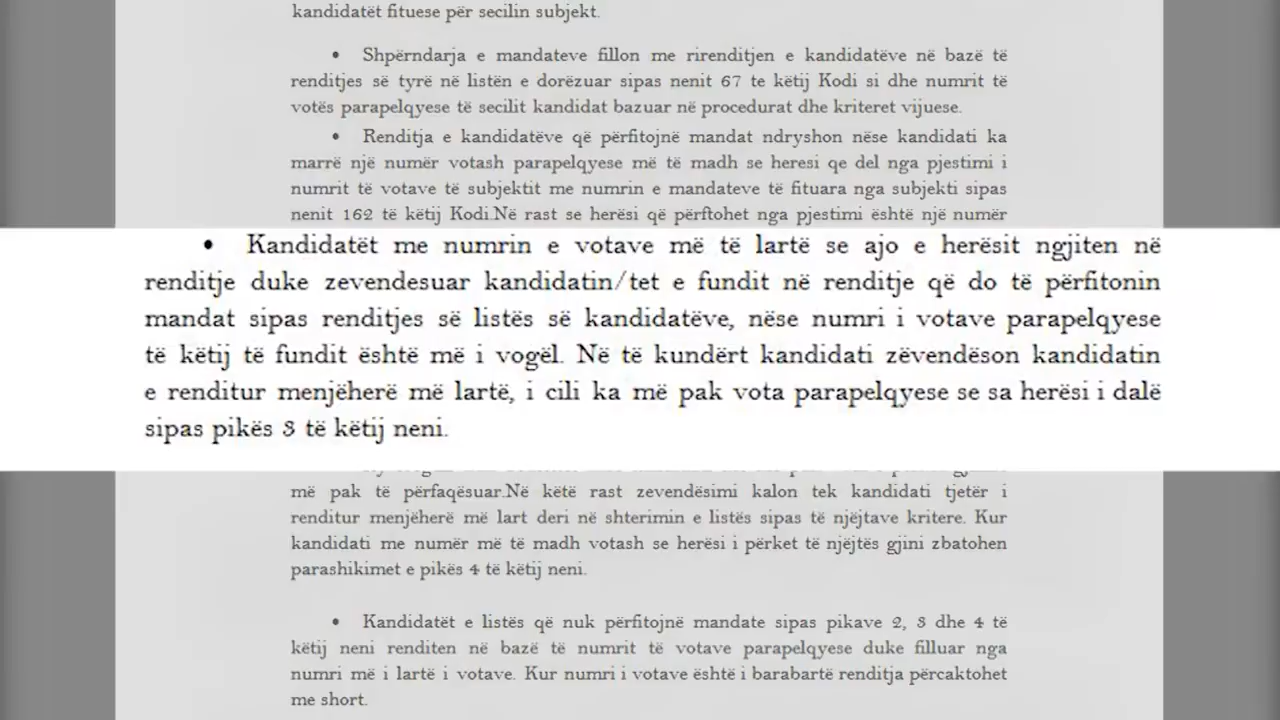 kandidatët fituese për secilin subjekt.
• Shpërndarja e mandateve fillon me rirenditjen e kandidatëve në bazë të
renditjes së tyrë në listën e dorëzuar sipas nenit 67 te këtij Kodi si dhe numrit të
votës parapelqyese të secilit kandidat bazuar në procedurat dhe kriteret vijuese.
• Renditja e kandidatëve që përfitojnë mandat ndryshon nëse kandidati ka
marrë një numër votash parapelqyese më të madh se heresi qe del nga pjestimi i
numrit të votave të subjektit me numrin e mandateve të fituara nga subjekti sipas
nenit 162 të këtij Kodi.Në rast se herësi që përftohet nga pjestimi është një numër
• Kandidatët me numrin e votave më të lartë se ajo e herësit ngjiten në
renditje duke zevendesuar kandidatin/tet e fundit në renditje që do të përfitonin
mandat sipas renditjes së listës së kandidatëve, nëse numri i votave parapelqyese
të këtij të fundit është më i vogël. Në të kundërt kandidati zëvendëson kandidatin
e renditur menjëherë më lartë, i cili ka më pak vota parapelqyese se sa herësi i dalë
sipas pikës 3 të këtij neni.
më pak të përfaqësuar.Në këtë rast zevendësimi kalon tek kandidati tjetër i
renditur menjëherë më lart deri në shterimin e listës sipas të njëjtave kritere. Kur
kandidati me numër më të madh votash se herësi i përket të njëjtës gjini zbatohen
parashikimet e pikës 4 të këtij neni.
• Kandidatët e listës që nuk përfitojnë mandate sipas pikave 2, 3 dhe 4 të
këtij neni renditen në bazë të numrit të votave parapelqyese duke filluar nga
numri më i lartë i votave. Kur numri i votave është i barabartë renditja përcaktohet
me short.